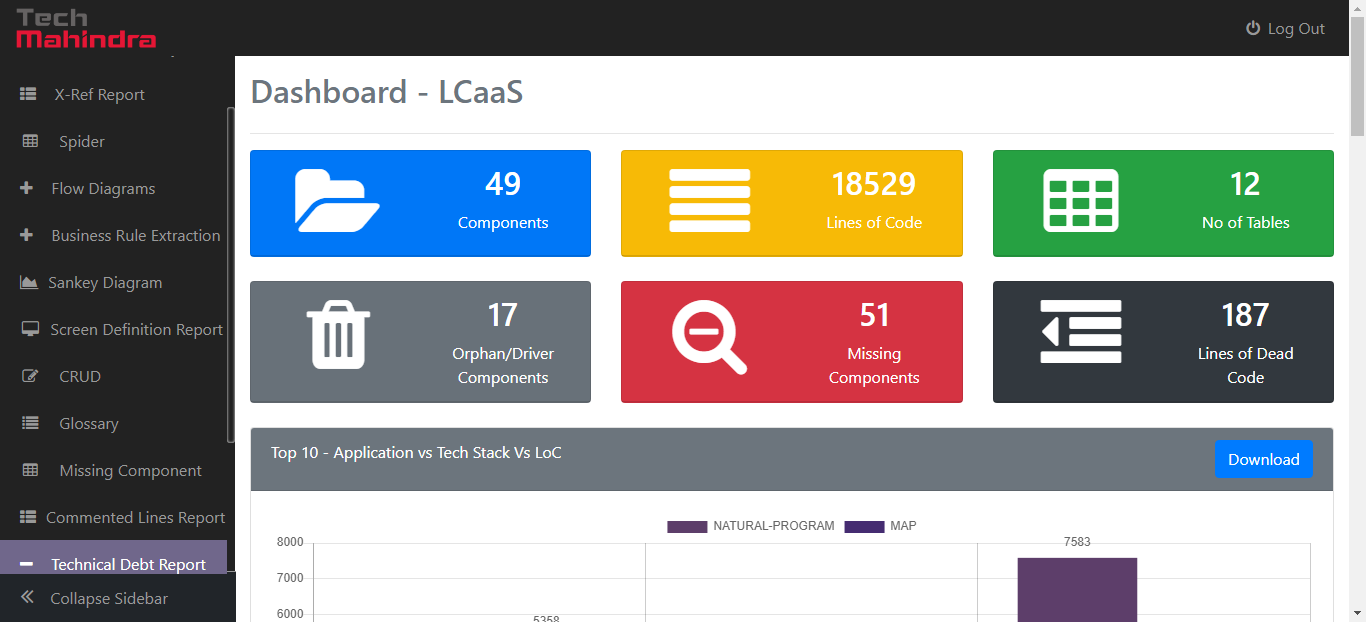 Tech
Mahindra
Log Out
X-Ref Report
Spider
Flow Diagrams
Business Rule Extraction
Sankey Diagram
Screen Definition Report
CRUD
Glossary
Missing Component
Commented Lines Report
Technical Debt Report
Collapse Sidebar
Dashboard - LCaaS
49
Components
18529
Lines of Code
12
No of Tables
17
Orphan/Driver
Components
51
Missing
Components
187
Lines of Dead
Code
Top 10 - Application vs Tech Stack Vs LoC
Download
NATURAL-PROGRAM MAP
8000
7583
7000
6000
5358